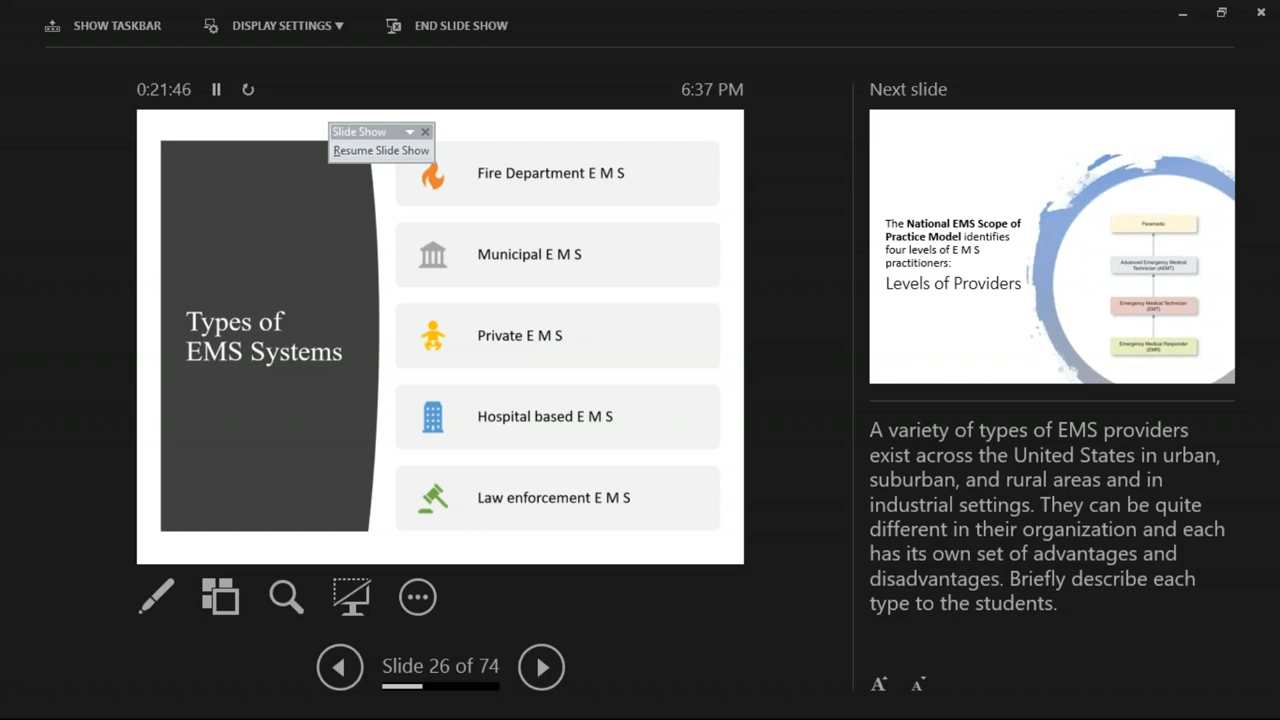 SHOW TASKBAR
DISPLAY SETTINGS ▼
END SLIDE SHOW
0:21:46
6:37 PM
Slide Show
Resume Slide Show
Types of
EMS Systems
Fire Department E M S
Municipal E M S
Private E M S
Hospital based E M S
Law enforcement E M S
Slide 26 of 74
Next slide
The National EMS Scope of
Practice Model identifies
four levels of E M S
practitioners:
Levels of Providers
Paramedic
Advanced Emergency Medical
Technician (AEMT)
Emergency Medical Technician
(EMT)
Emergency Medical Responder
(EMR)
A variety of types of EMS providers
exist across the United States in urban,
suburban, and rural areas and in
industrial settings. They can be quite
different in their organization and each
has its own set of advantages and
disadvantages. Briefly describe each
type to the students.
A A